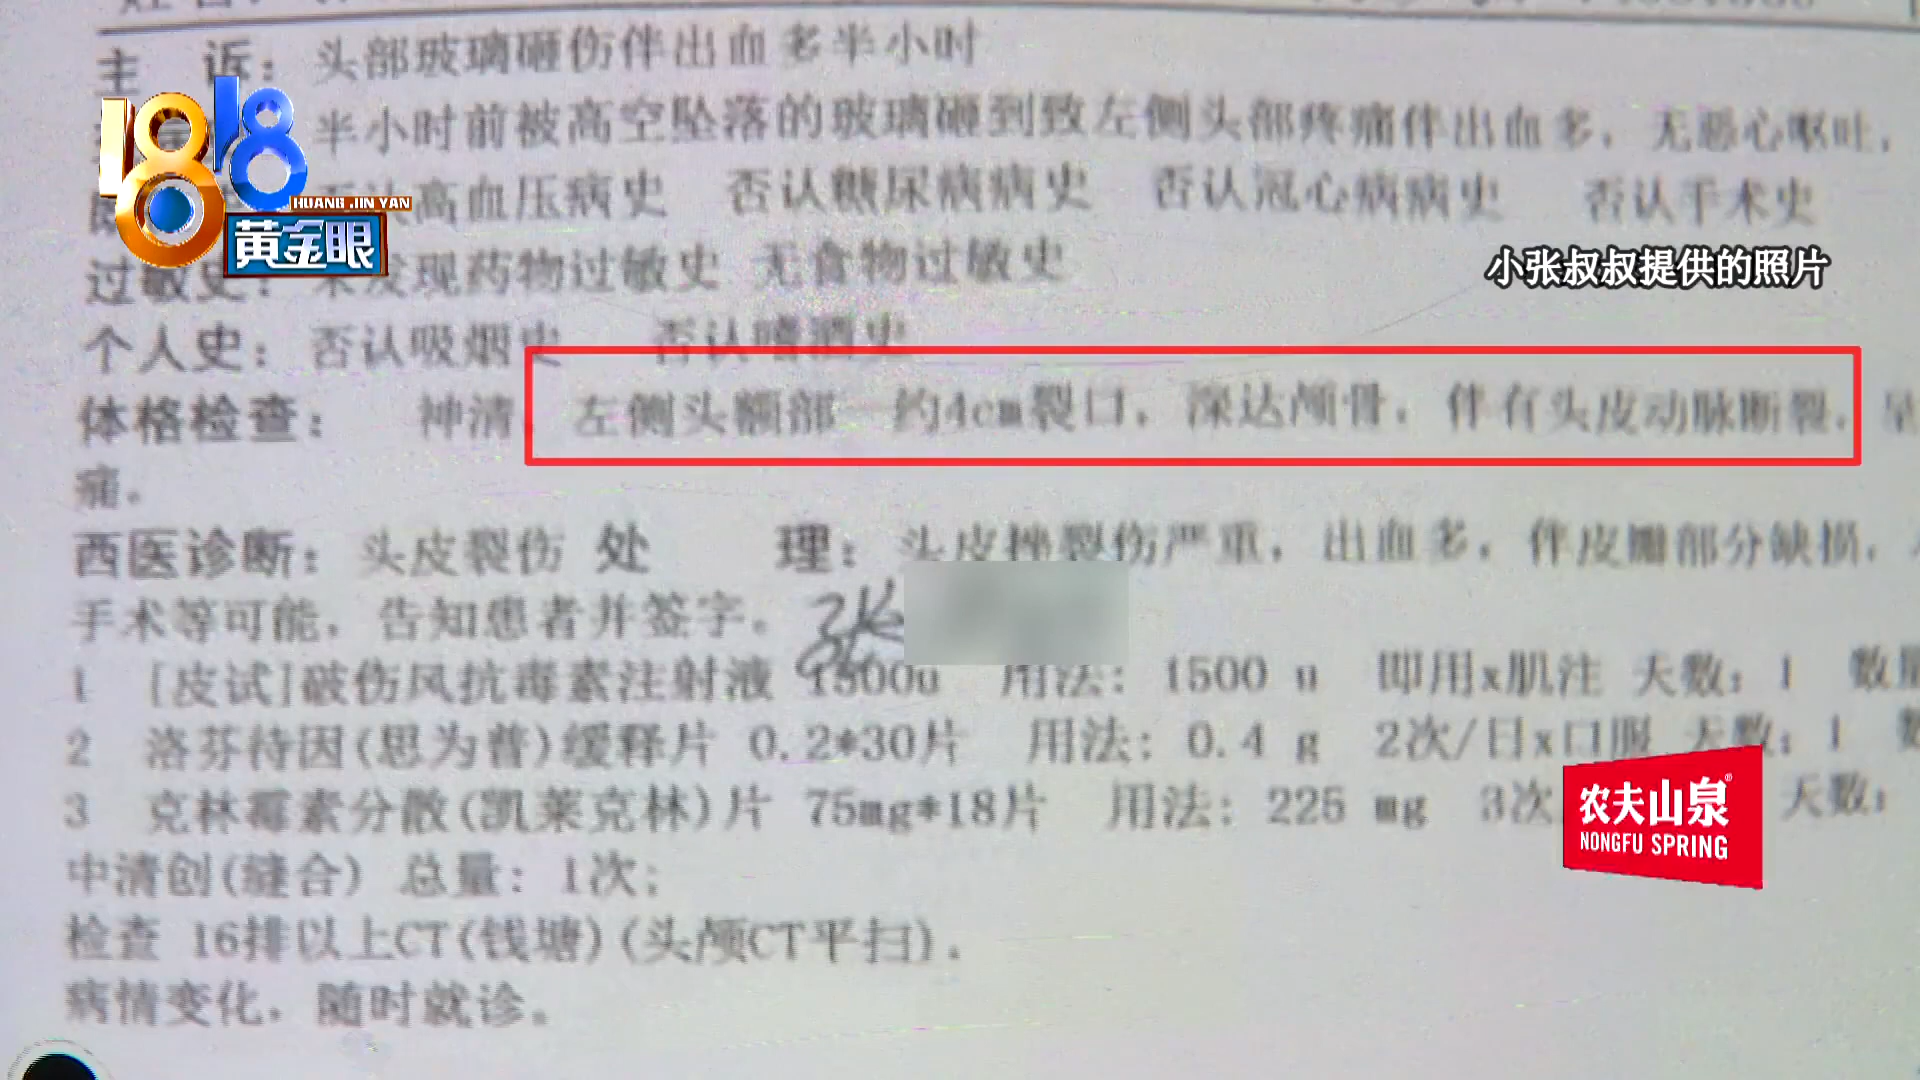 主 诉：头部玻璃砸伤伴出血多半小时
半小时前被高空坠落的玻璃砸到致左侧头部疼痛伴出血多，无恶心呕吐，
高血压病史 否认糖尿病病史 否认冠心病病史 否认手术史
过敏史：未发现药物过敏史 无食物过敏史
个人史：否认吸烟史 否认嗜酒史
体格检查： 神清 左侧头额部 约4cm裂口，深达颅骨，伴有头皮动脉断裂，呈
痛。
西医诊断：头皮裂伤 处 理：头皮挫裂伤严重，出血多，伴皮瓣部分缺损，
手术等可能，告知患者并签字。 张
1 [皮试]破伤风抗毒素注射液 1500u 用法：1500 u 即用x肌注 天数：1 数量
2 洛芬待因(思为普)缓释片 0.2*30片 用法：0.4 g 2次/日x口服 天数：1 数
3 克林霉素分散(凯莱克林)片 75mg*18片 用法：225 mg 3次 天数：
中清创(缝合) 总量：1次;
检查 16排以上CT(钱塘)(头颅CT平扫)。
病情变化，随时就诊。
1818
HUANG JIN YAN
黄金眼
小张叔叔提供的照片
农夫山泉®
NONGFU SPRING